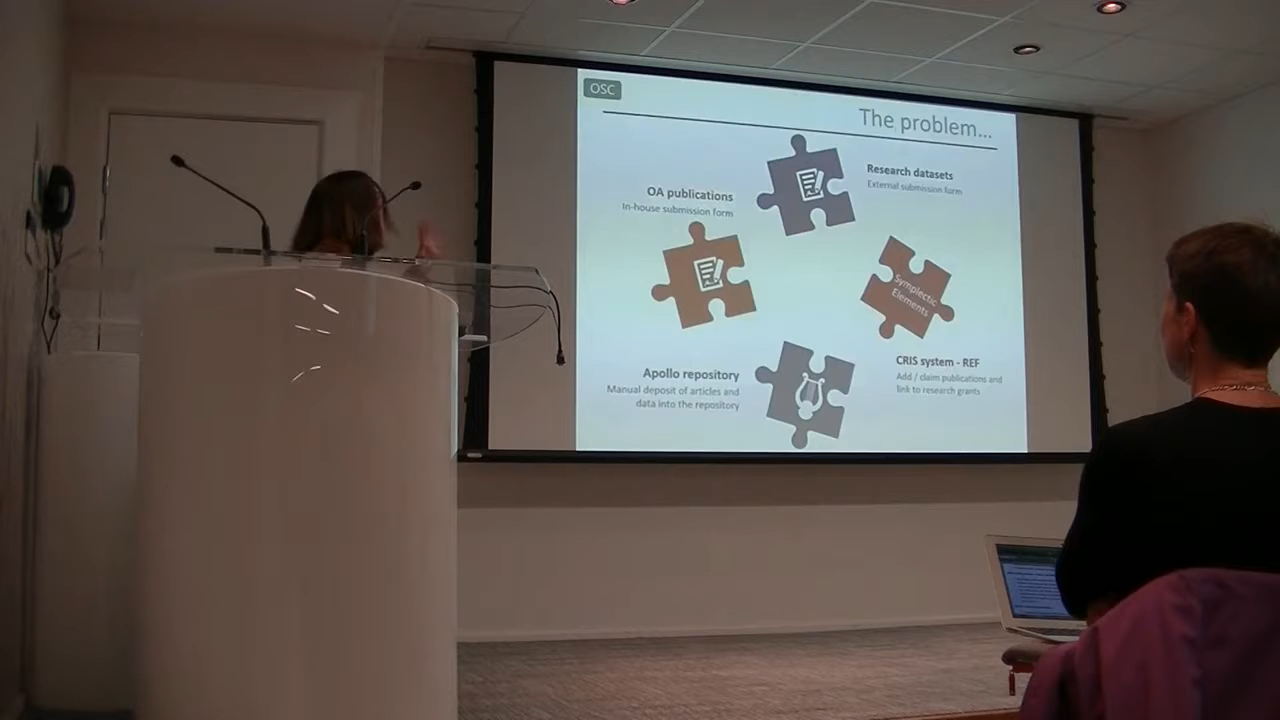 OSC
The problem...
Research datasets
External submission form
OA publications
In-house submission form
Symplectic
Elements
CRIS system - REF
Add / claim publications and
link to research grants
Apollo repository
Manual deposit of articles and
data into the repository